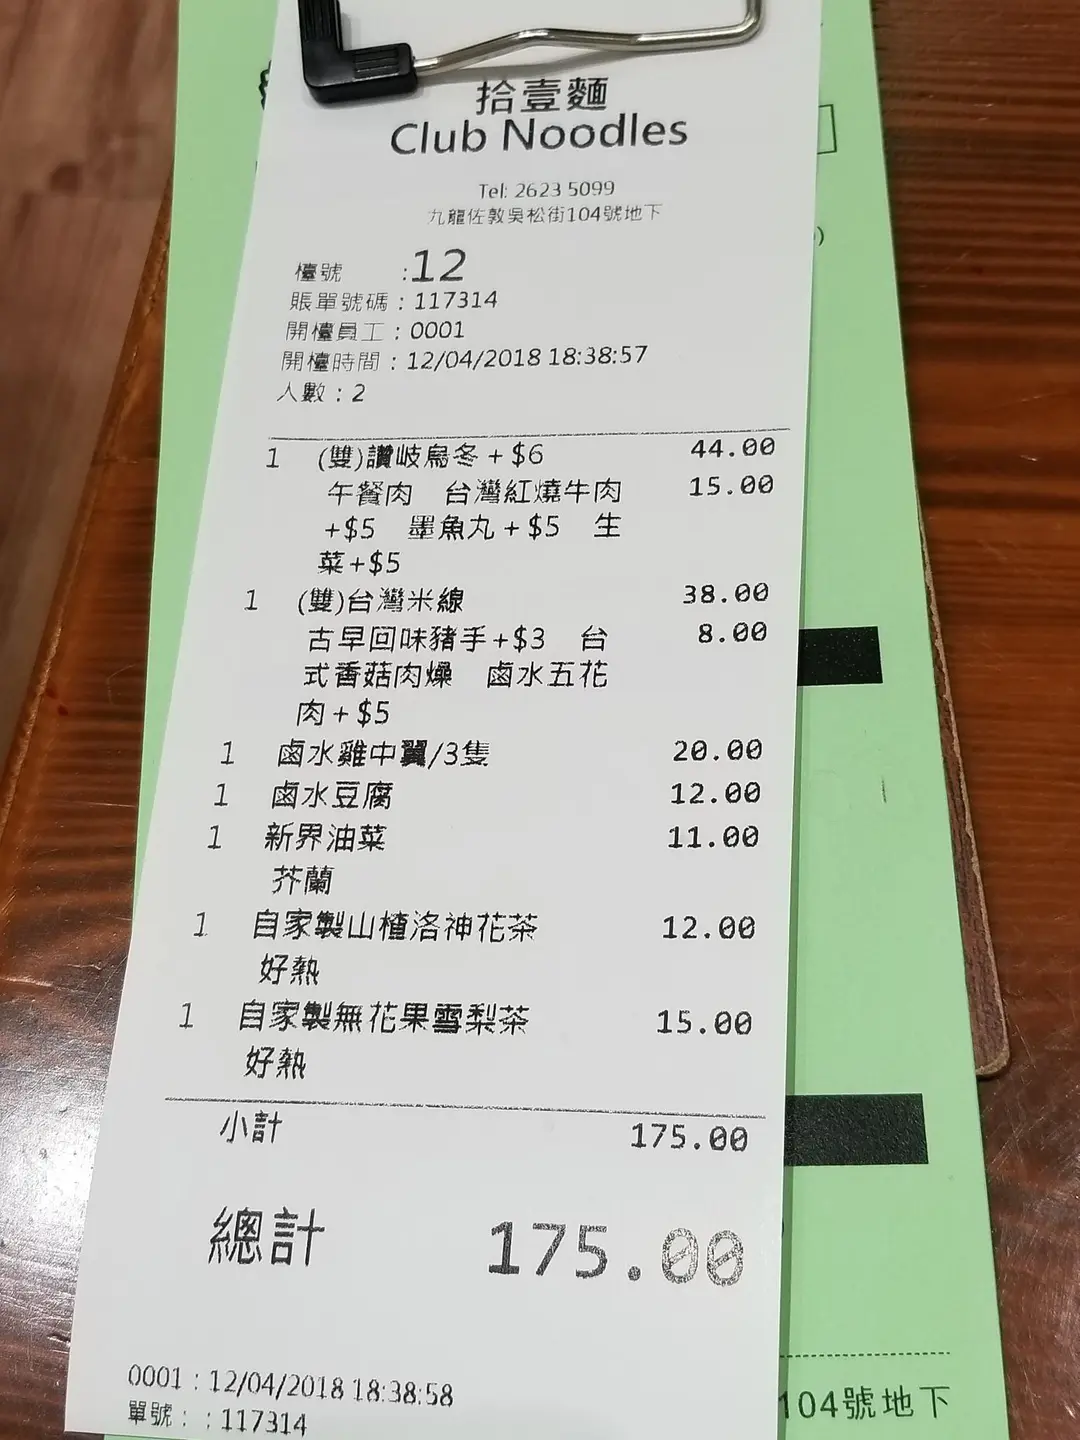 拾壹麵
Club Noodles
Tel: 2623 5099
九龍佐敦吳松街104號地下
檯號 :12
賬單號碼 : 117314
開檯員工 : 0001
開檯時間 : 12/04/2018 18:38:57
人數 : 2
1 (雙)讚岐烏冬+$6 44.00
午餐肉 台灣紅燒牛肉 15.00
+$5 墨魚丸+$5 生
菜+$5
1 (雙)台灣米線 38.00
古早回味豬手+$3 台 8.00
式香菇肉燥 鹵水五花
肉+$5
1 鹵水雞中翼/3隻 20.00
1 鹵水豆腐 12.00
1 新界油菜 11.00
芥蘭
1 自家製山楂洛神花茶 12.00
好熱
1 自家製無花果雪梨茶 15.00
好熱
小計 175.00
總計 175.00
0001 : 12/04/2018 18:38:58
單號: : 117314
104號地下